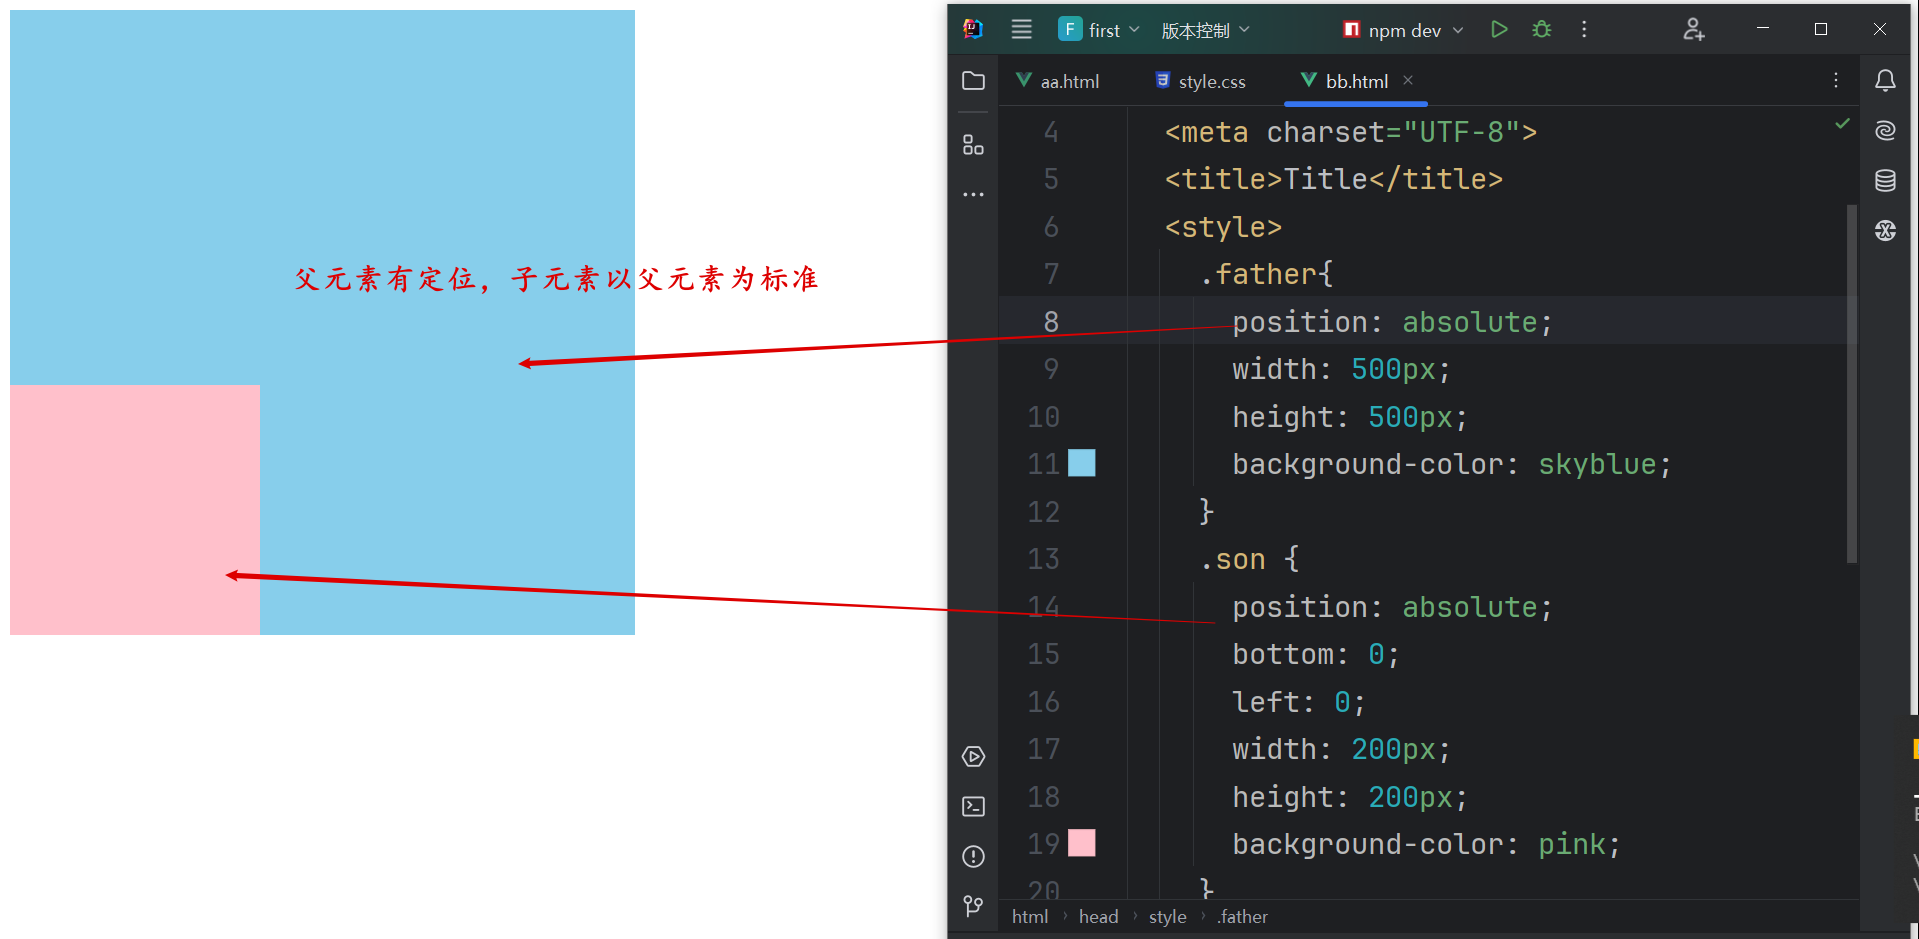 父元素有定位，子元素以父元素为标准
F first 版本控制 npm dev
aa.html style.css bb.html
4 <meta charset="UTF-8">
5 <title>Title</title>
6 <style>
7 .father{
8 position: absolute;
9 width: 500px;
10 height: 500px;
11 background-color: skyblue;
12 }
13 .son {
14 position: absolute;
15 bottom: 0;
16 left: 0;
17 width: 200px;
18 height: 200px;
19 background-color: pink;
20 }
html › head › style › .father